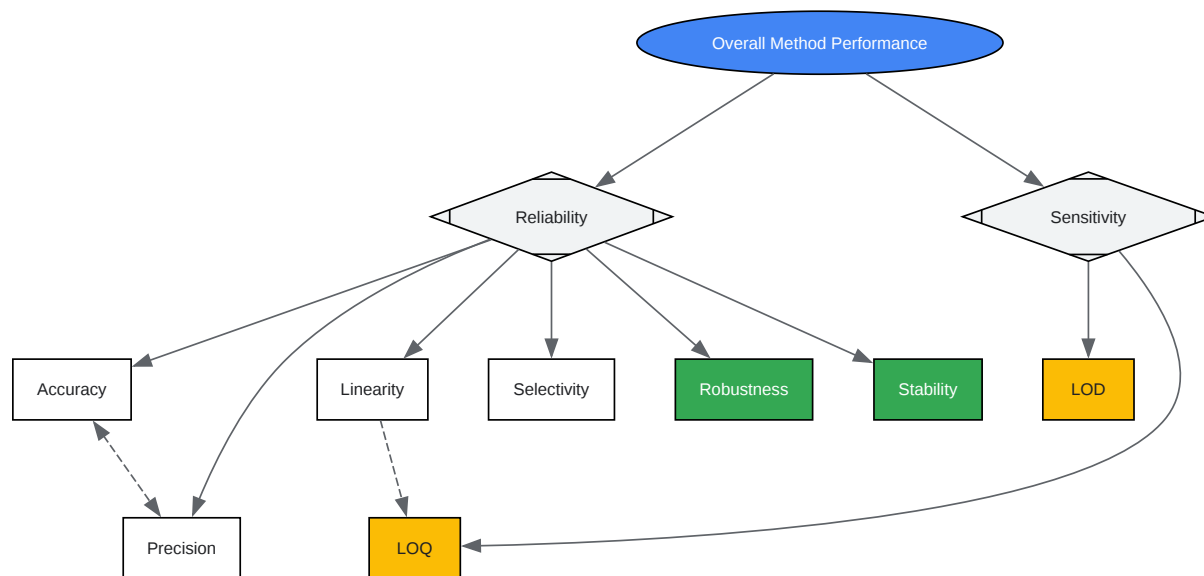 Overall Method Performance
Reliability
Sensitivity
Accuracy
Linearity
Selectivity
Robustness
Stability
LOD
Precision
LOQ